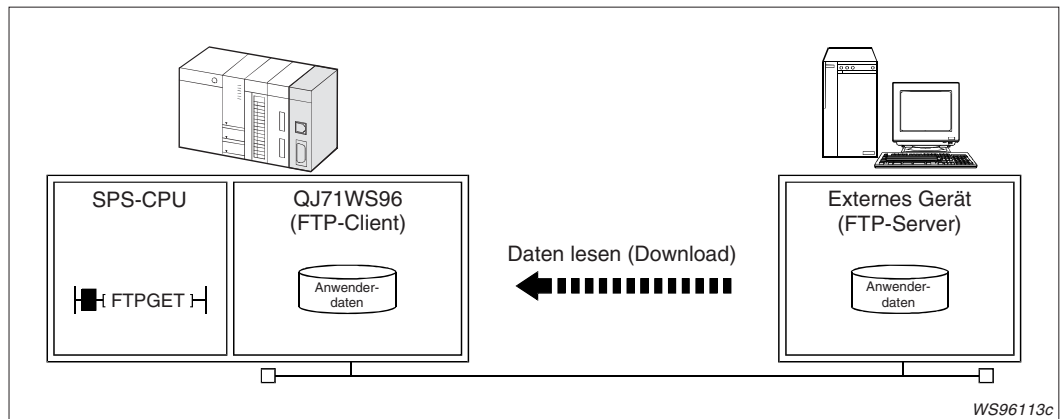 SPS-CPU
FTPGET
QJ71WS96
(FTP-Client)
Anwender-
daten
Daten lesen (Download)
Externes Gerät
(FTP-Server)
Anwender-
daten
WS96113c